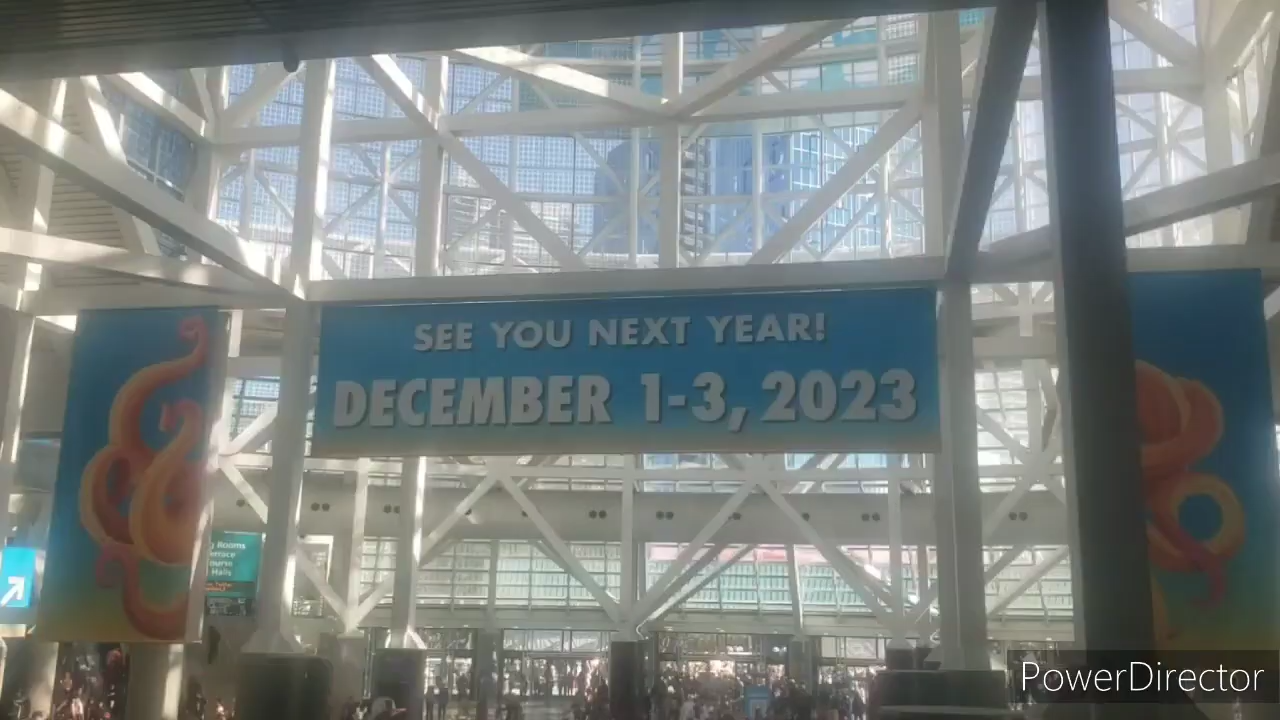 SEE YOU NEXT YEAR!
DECEMBER 1-3, 2023
Rooms
Halls
PowerDirector